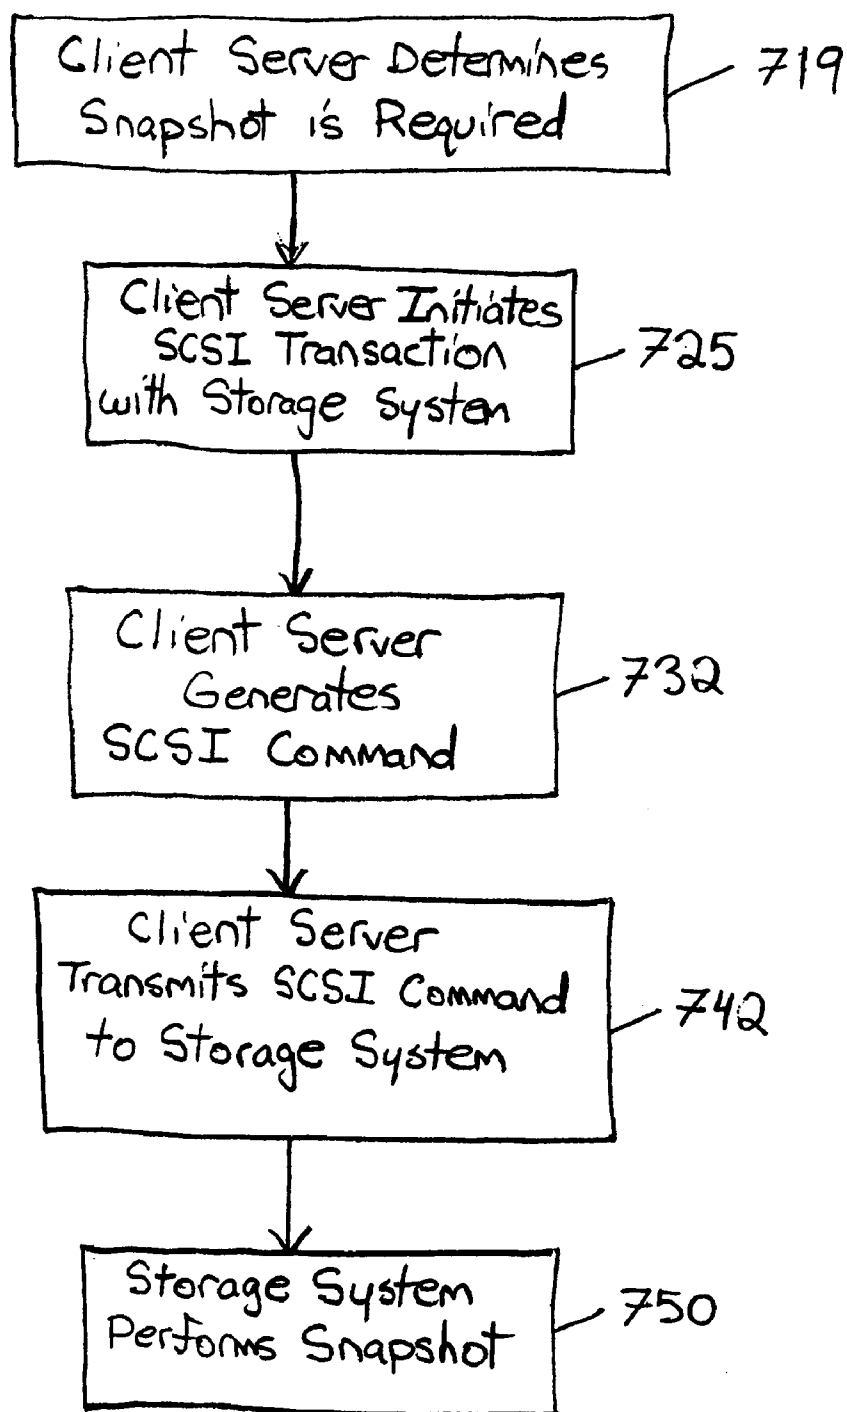 Client Server Determines
Snapshot is Required
719
Client Server Initiates
SCSI Transaction
with Storage System
725
Client Server
Generates
SCSI Command
732
Client Server
Transmits SCSI Command
to Storage System
742
Storage System
Performs Snapshot
750